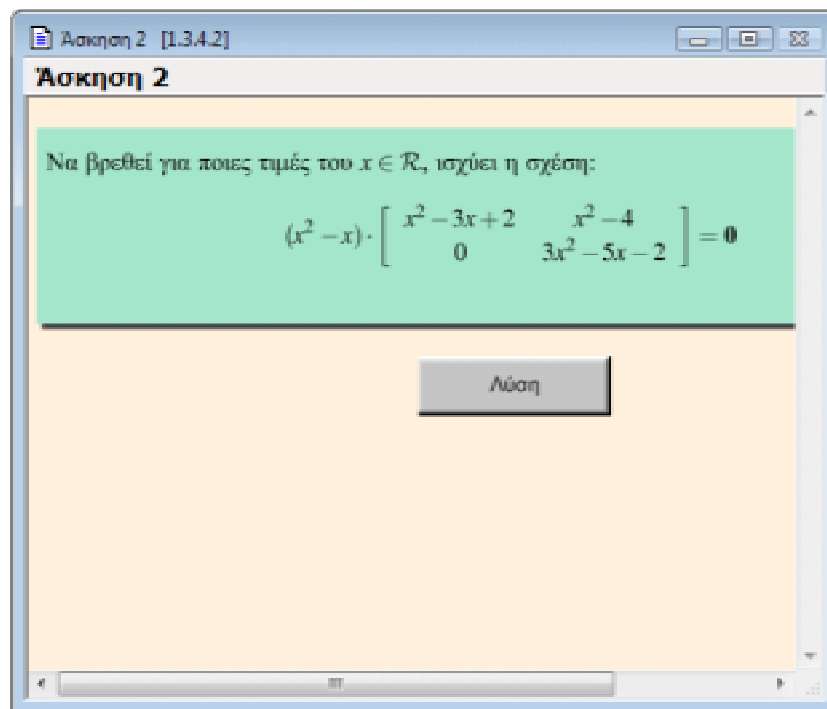 Άσκηση 2 [1.3.4.2]
Άσκηση 2
Να βρεθεί για ποιες τιμές του x ∈ ℛ, ισχύει η σχέση:
(x² − x) · [ x² − 3x + 2  x² − 4
0  3x² − 5x − 2 ] = 0
Λύση